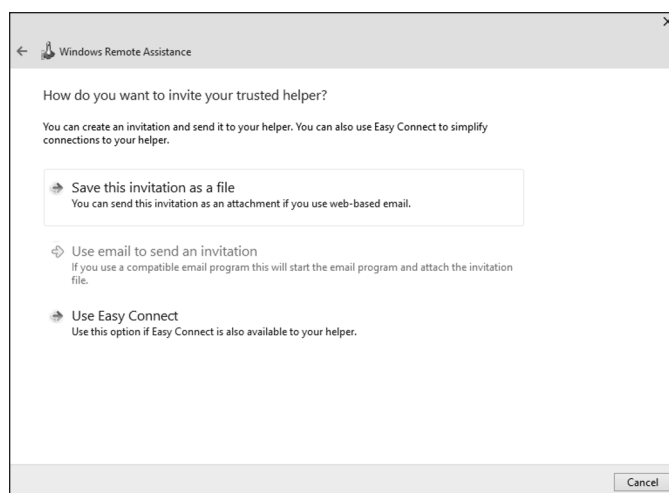 Windows Remote Assistance
How do you want to invite your trusted helper?
You can create an invitation and send it to your helper. You can also use Easy Connect to simplify
connections to your helper.
Save this invitation as a file
You can send this invitation as an attachment if you use web-based email.
Use email to send an invitation
If you use a compatible email program this will start the email program and attach the invitation
file.
Use Easy Connect
Use this option if Easy Connect is also available to your helper.
Cancel